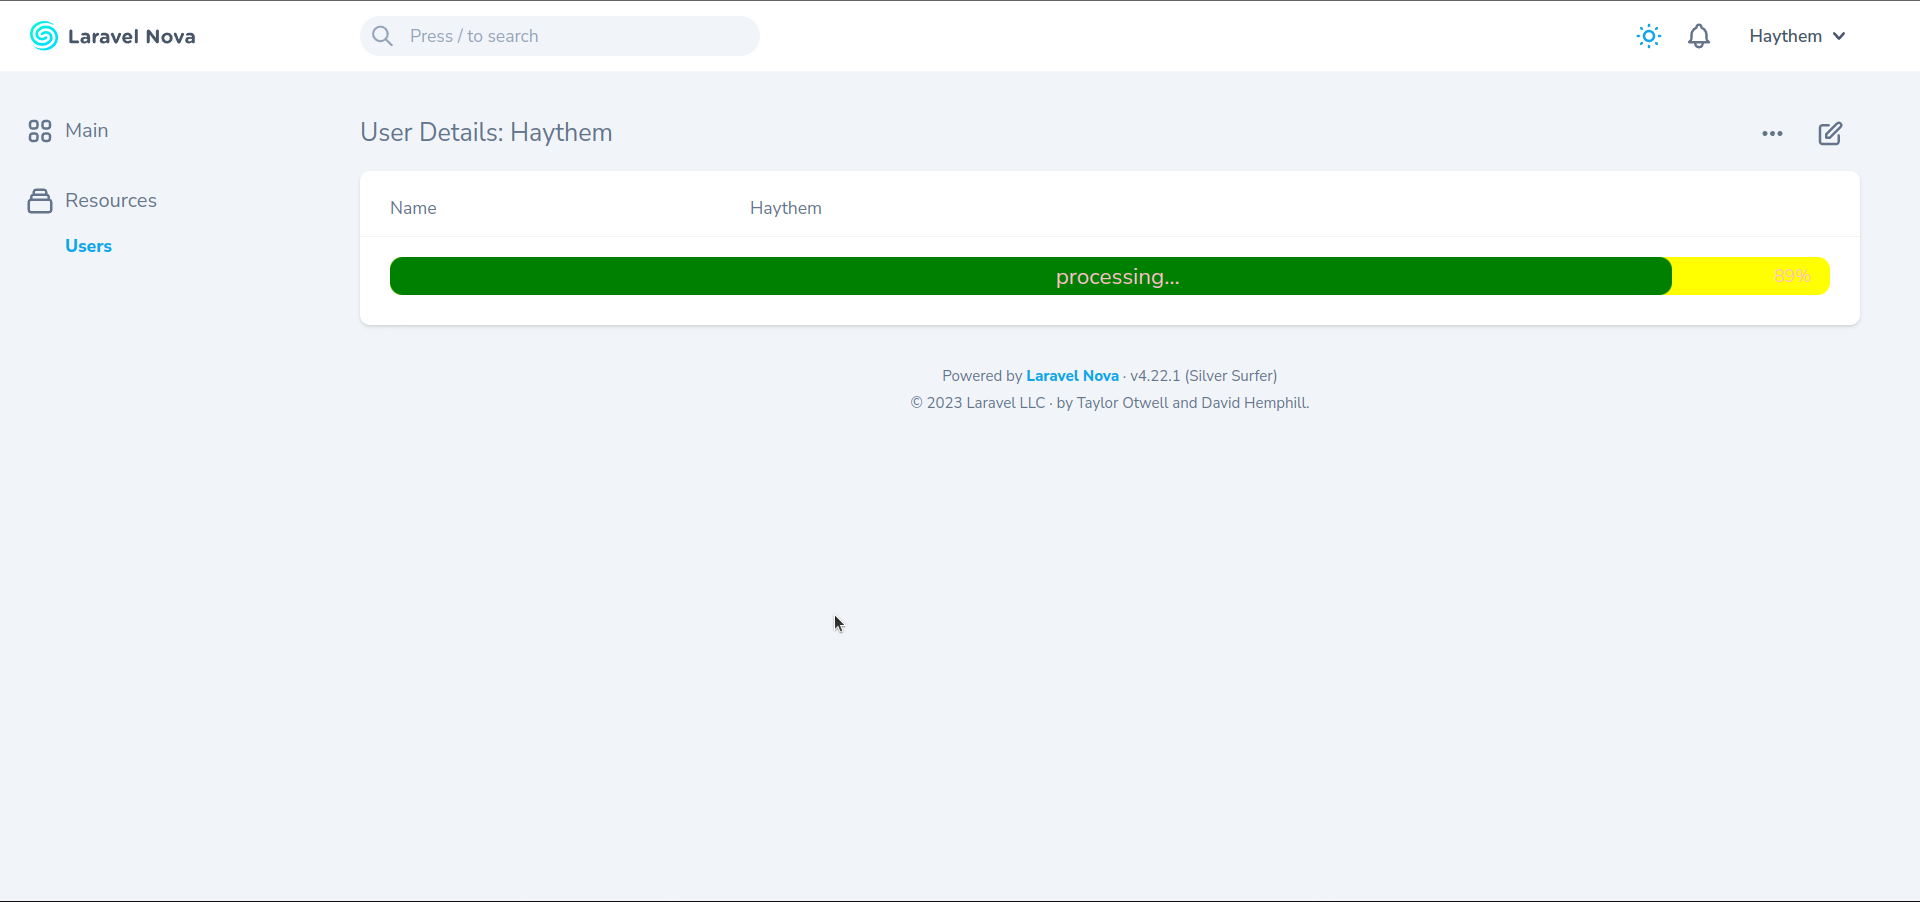 Laravel Nova
Press / to search
Haythem
Main
User Details: Haythem
Resources
Users
Name Haythem
processing... 89%
Powered by Laravel Nova · v4.22.1 (Silver Surfer)
© 2023 Laravel LLC · by Taylor Otwell and David Hemphill.